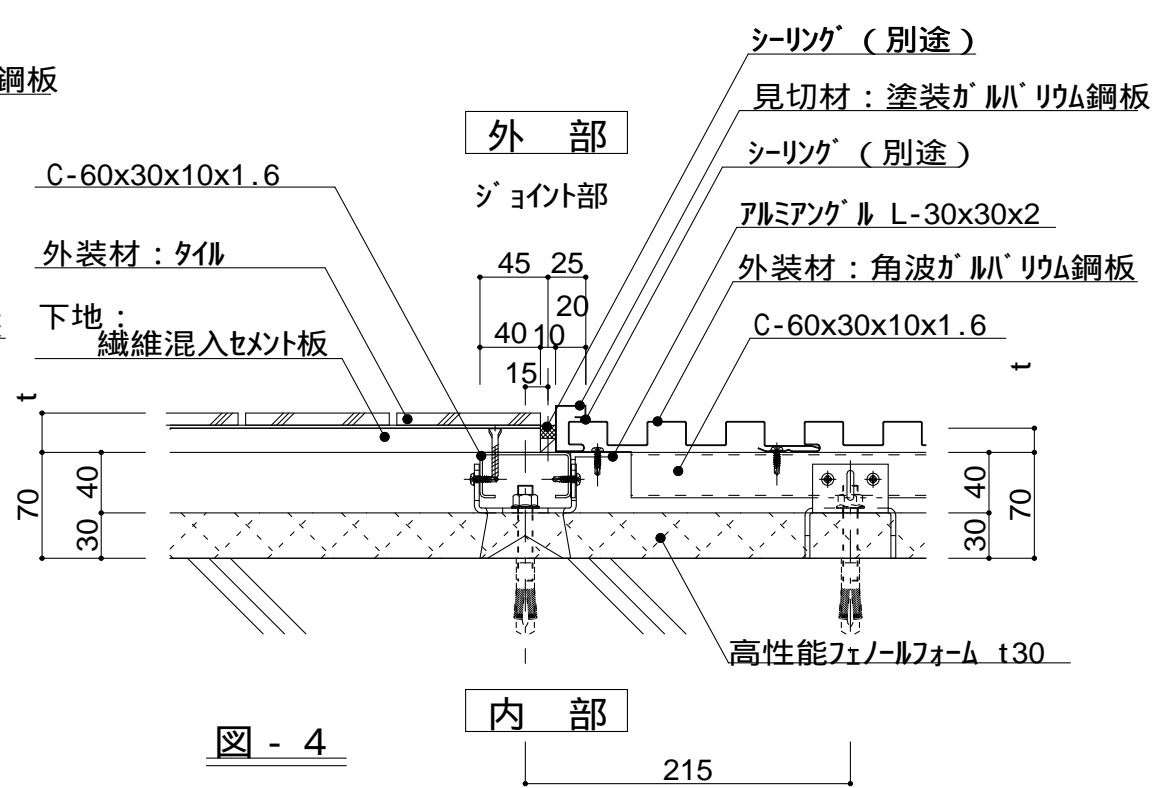 鋼板
シーリング（別途）
見切材：塗装ガルバリウム鋼板
外 部
シーリング（別途）
C-60x30x10x1.6
ジョイント部
アルミアングル L-30x30x2
外装材：タイル
外装材：角波ガルバリウム鋼板
45 25
20
下地：
繊維混入セメント板
40 10
C-60x30x10x1.6
15
t
t
70
40
30
40
30
70
高性能フェノールフォーム t30
内 部
図 - 4
215